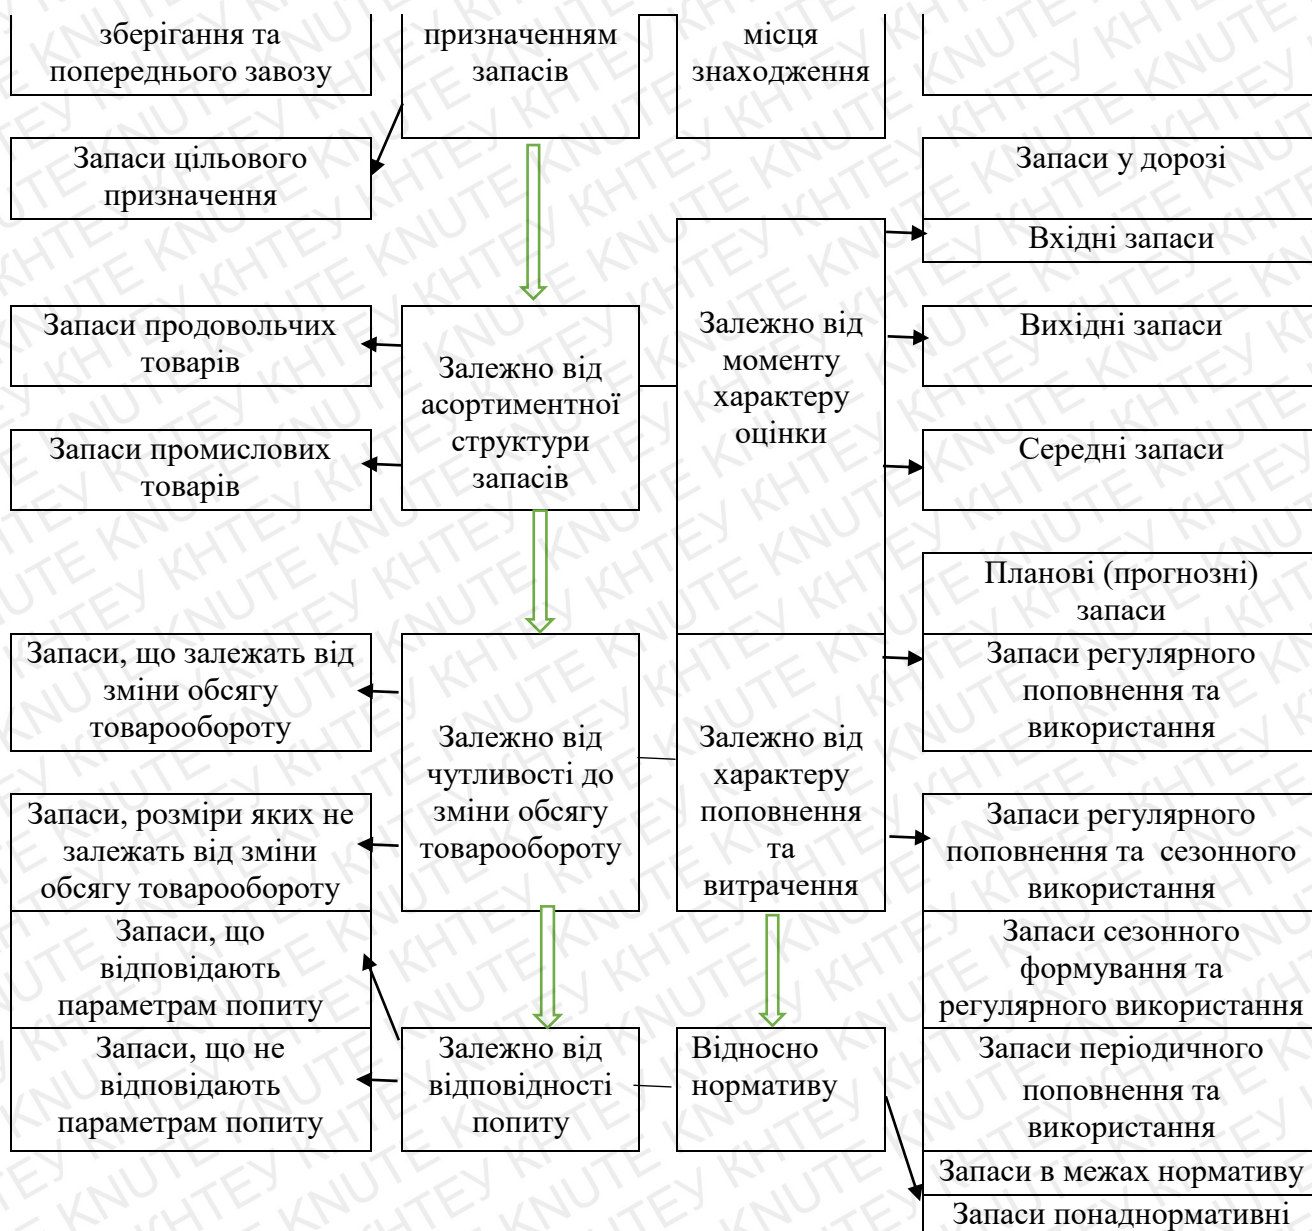 зберігання та
попереднього завозу
призначенням
запасів
місця
знаходження
Запаси цільового
призначення
Запаси у дорозі
Вхідні запаси
Запаси продовольчих
товарів
Залежно від
асортиментної
структури
запасів
Залежно від
моменту
характеру
оцінки
Вихідні запаси
Запаси промислових
товарів
Середні запаси
Планові (прогнозні)
запаси
Запаси, що залежать від
зміни обсягу
товарообороту
Залежно від
чутливості до
зміни обсягу
товарообороту
Залежно від
характеру
поповнення
та
витрачення
Запаси регулярного
поповнення та
використання
Запаси, розміри яких не
залежать від зміни
обсягу товарообороту
Запаси регулярного
поповнення та сезонного
використання
Запаси, що
відповідають
параметрам попиту
Запаси сезонного
формування та
регулярного використання
Запаси, що не
відповідають
параметрам попиту
Залежно від
відповідності
попиту
Відносно
нормативу
Запаси періодичного
поповнення та
використання
Запаси в межах нормативу
Запаси понаднормативні